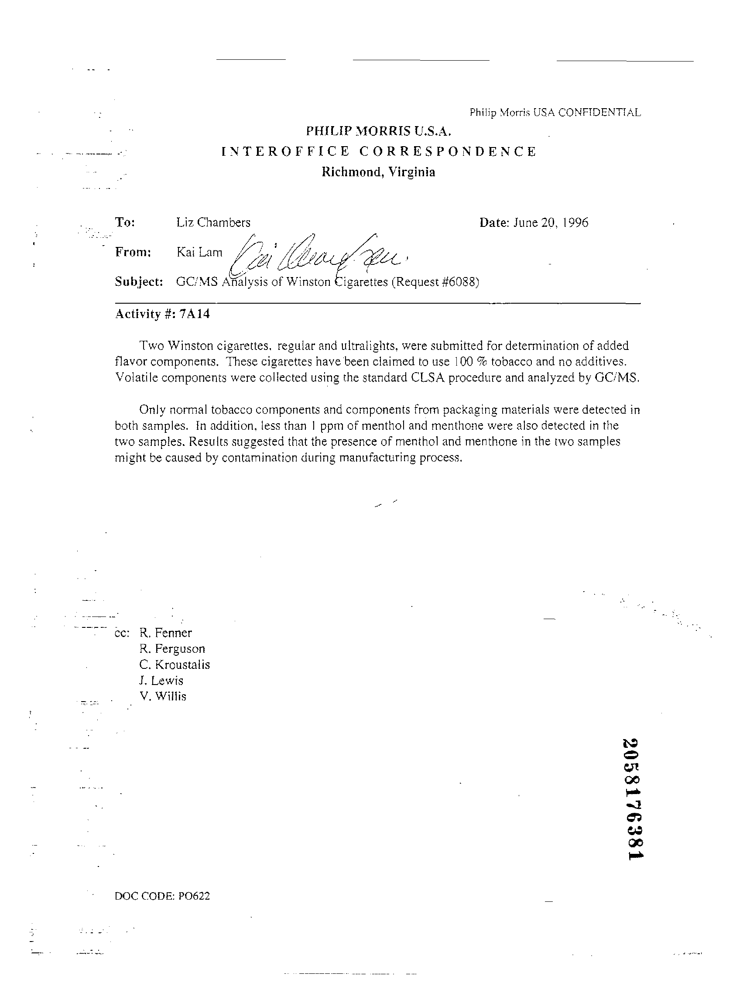 Philip Morris USA CONFIDENTIAL
PHILIP MORRIS U.S.A.
INTEROFFICE CORRESPONDENCE
Richmond, Virginia
To: Liz Chambers Date: June 20, 1996
From: Kai Lam
Subject: GC/MS Analysis of Winston Cigarettes (Request #6088)
Activity #: 7A14
Two Winston cigarettes, regular and ultralights, were submitted for determination of added
flavor components. These cigarettes have been claimed to use 100 % tobacco and no additives.
Volatile components were collected using the standard CLSA procedure and analyzed by GC/MS.
Only normal tobacco components and components from packaging materials were detected in
both samples. In addition, less than 1 ppm of menthol and menthone were also detected in the
two samples. Results suggested that the presence of menthol and menthone in the two samples
might be caused by contamination during manufacturing process.
cc: R. Fenner
R. Ferguson
C. Kroustalis
J. Lewis
V. Willis
2058176381
DOC CODE: PO622